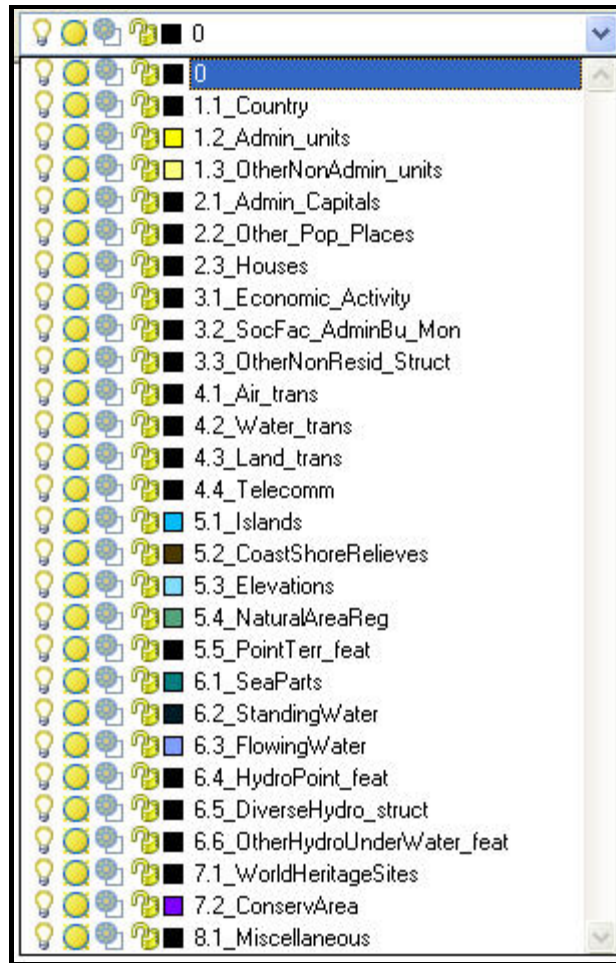 0
0
1.1_Country
1.2_Admin_units
1.3_OtherNonAdmin_units
2.1_Admin_Capitals
2.2_Other_Pop_Places
2.3_Houses
3.1_Economic_Activity
3.2_SocFac_AdminBu_Mon
3.3_OtherNonResid_Struct
4.1_Air_trans
4.2_Water_trans
4.3_Land_trans
4.4_Telecomm
5.1_Islands
5.2_CoastShoreRelieves
5.3_Elevations
5.4_NaturalAreaReg
5.5_PointTerr_feat
6.1_SeaParts
6.2_StandingWater
6.3_FlowingWater
6.4_HydroPoint_feat
6.5_DiverseHydro_struct
6.6_OtherHydroUnderWater_feat
7.1_WorldHeritageSites
7.2_ConservArea
8.1_Miscellaneous